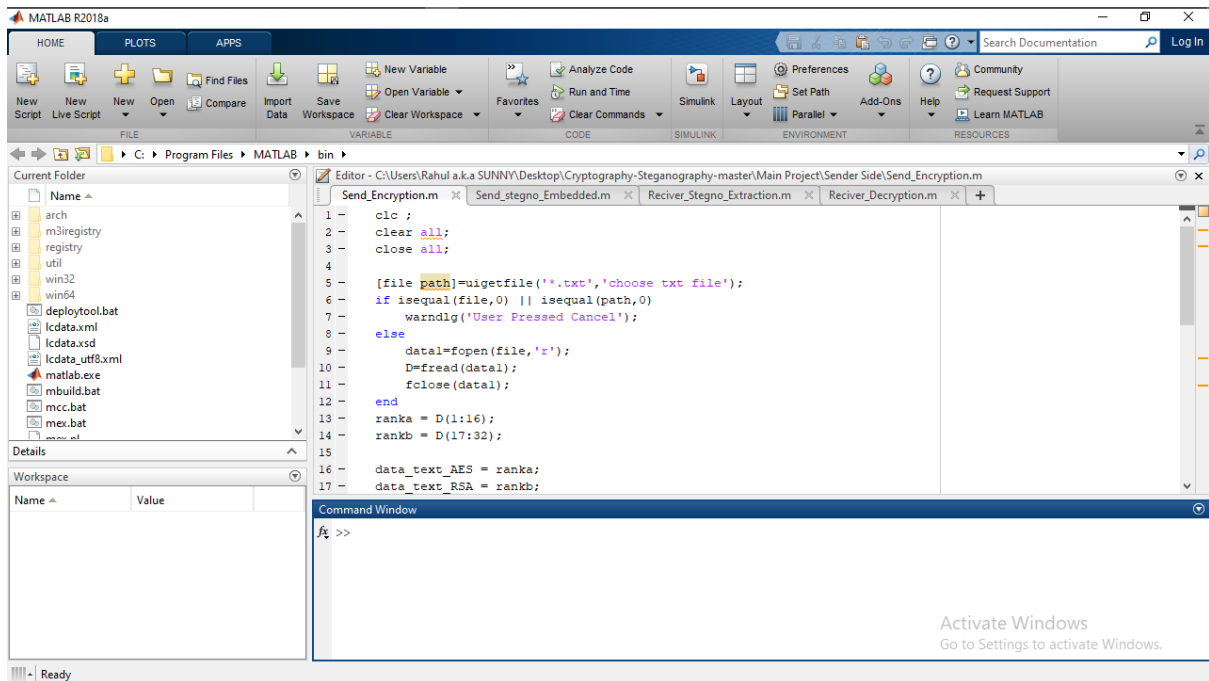 MATLAB R2018a
HOME PLOTS APPS Search Documentation Log In
New Script New Live Script New Open Find Files Compare Import Data Save Workspace New Variable Open Variable Clear Workspace Favorites Analyze Code Run and Time Clear Commands Simulink Layout Preferences Set Path Parallel Add-Ons Help Community Request Support Learn MATLAB
FILE VARIABLE CODE SIMULINK ENVIRONMENT RESOURCES
C: Program Files MATLAB bin
Current Folder
Name
arch
m3iregistry
registry
util
win32
win64
deploytool.bat
lcdata.xml
lcdata.xsd
lcdata_utf8.xml
matlab.exe
mbuild.bat
mcc.bat
mex.bat
Details
Workspace
Name Value
Editor - C:\Users\Rahul a.k.a SUNNY\Desktop\Cryptography-Steganography-master\Main Project\Sender Side\Send_Encryption.m
Send_Encryption.m Send_stegno_Embedded.m Reciver_Stegno_Extraction.m Reciver_Decryption.m
1 - clc ;
2 - clear all;
3 - close all;
4
5 - [file path]=uigetfile('*.txt','choose txt file');
6 - if isequal(file,0) || isequal(path,0)
7 - warndlg('User Pressed Cancel');
8 - else
9 - data1=fopen(file,'r');
10 - D=fread(data1);
11 - fclose(data1);
12 - end
13 - ranka = D(1:16);
14 - rankb = D(17:32);
15
16 - data_text_AES = ranka;
17 - data_text_RSA = rankb;
Command Window
fx >>
Activate Windows
Go to Settings to activate Windows.
Ready